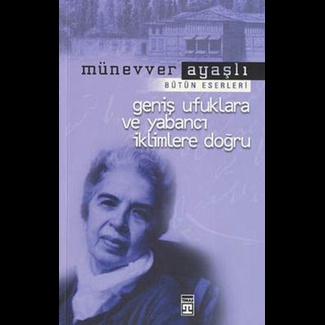 münevver ayaşlı
BÜTÜN ESERLERİ
geniş ufuklara
ve yabancı
iklimlere doğru